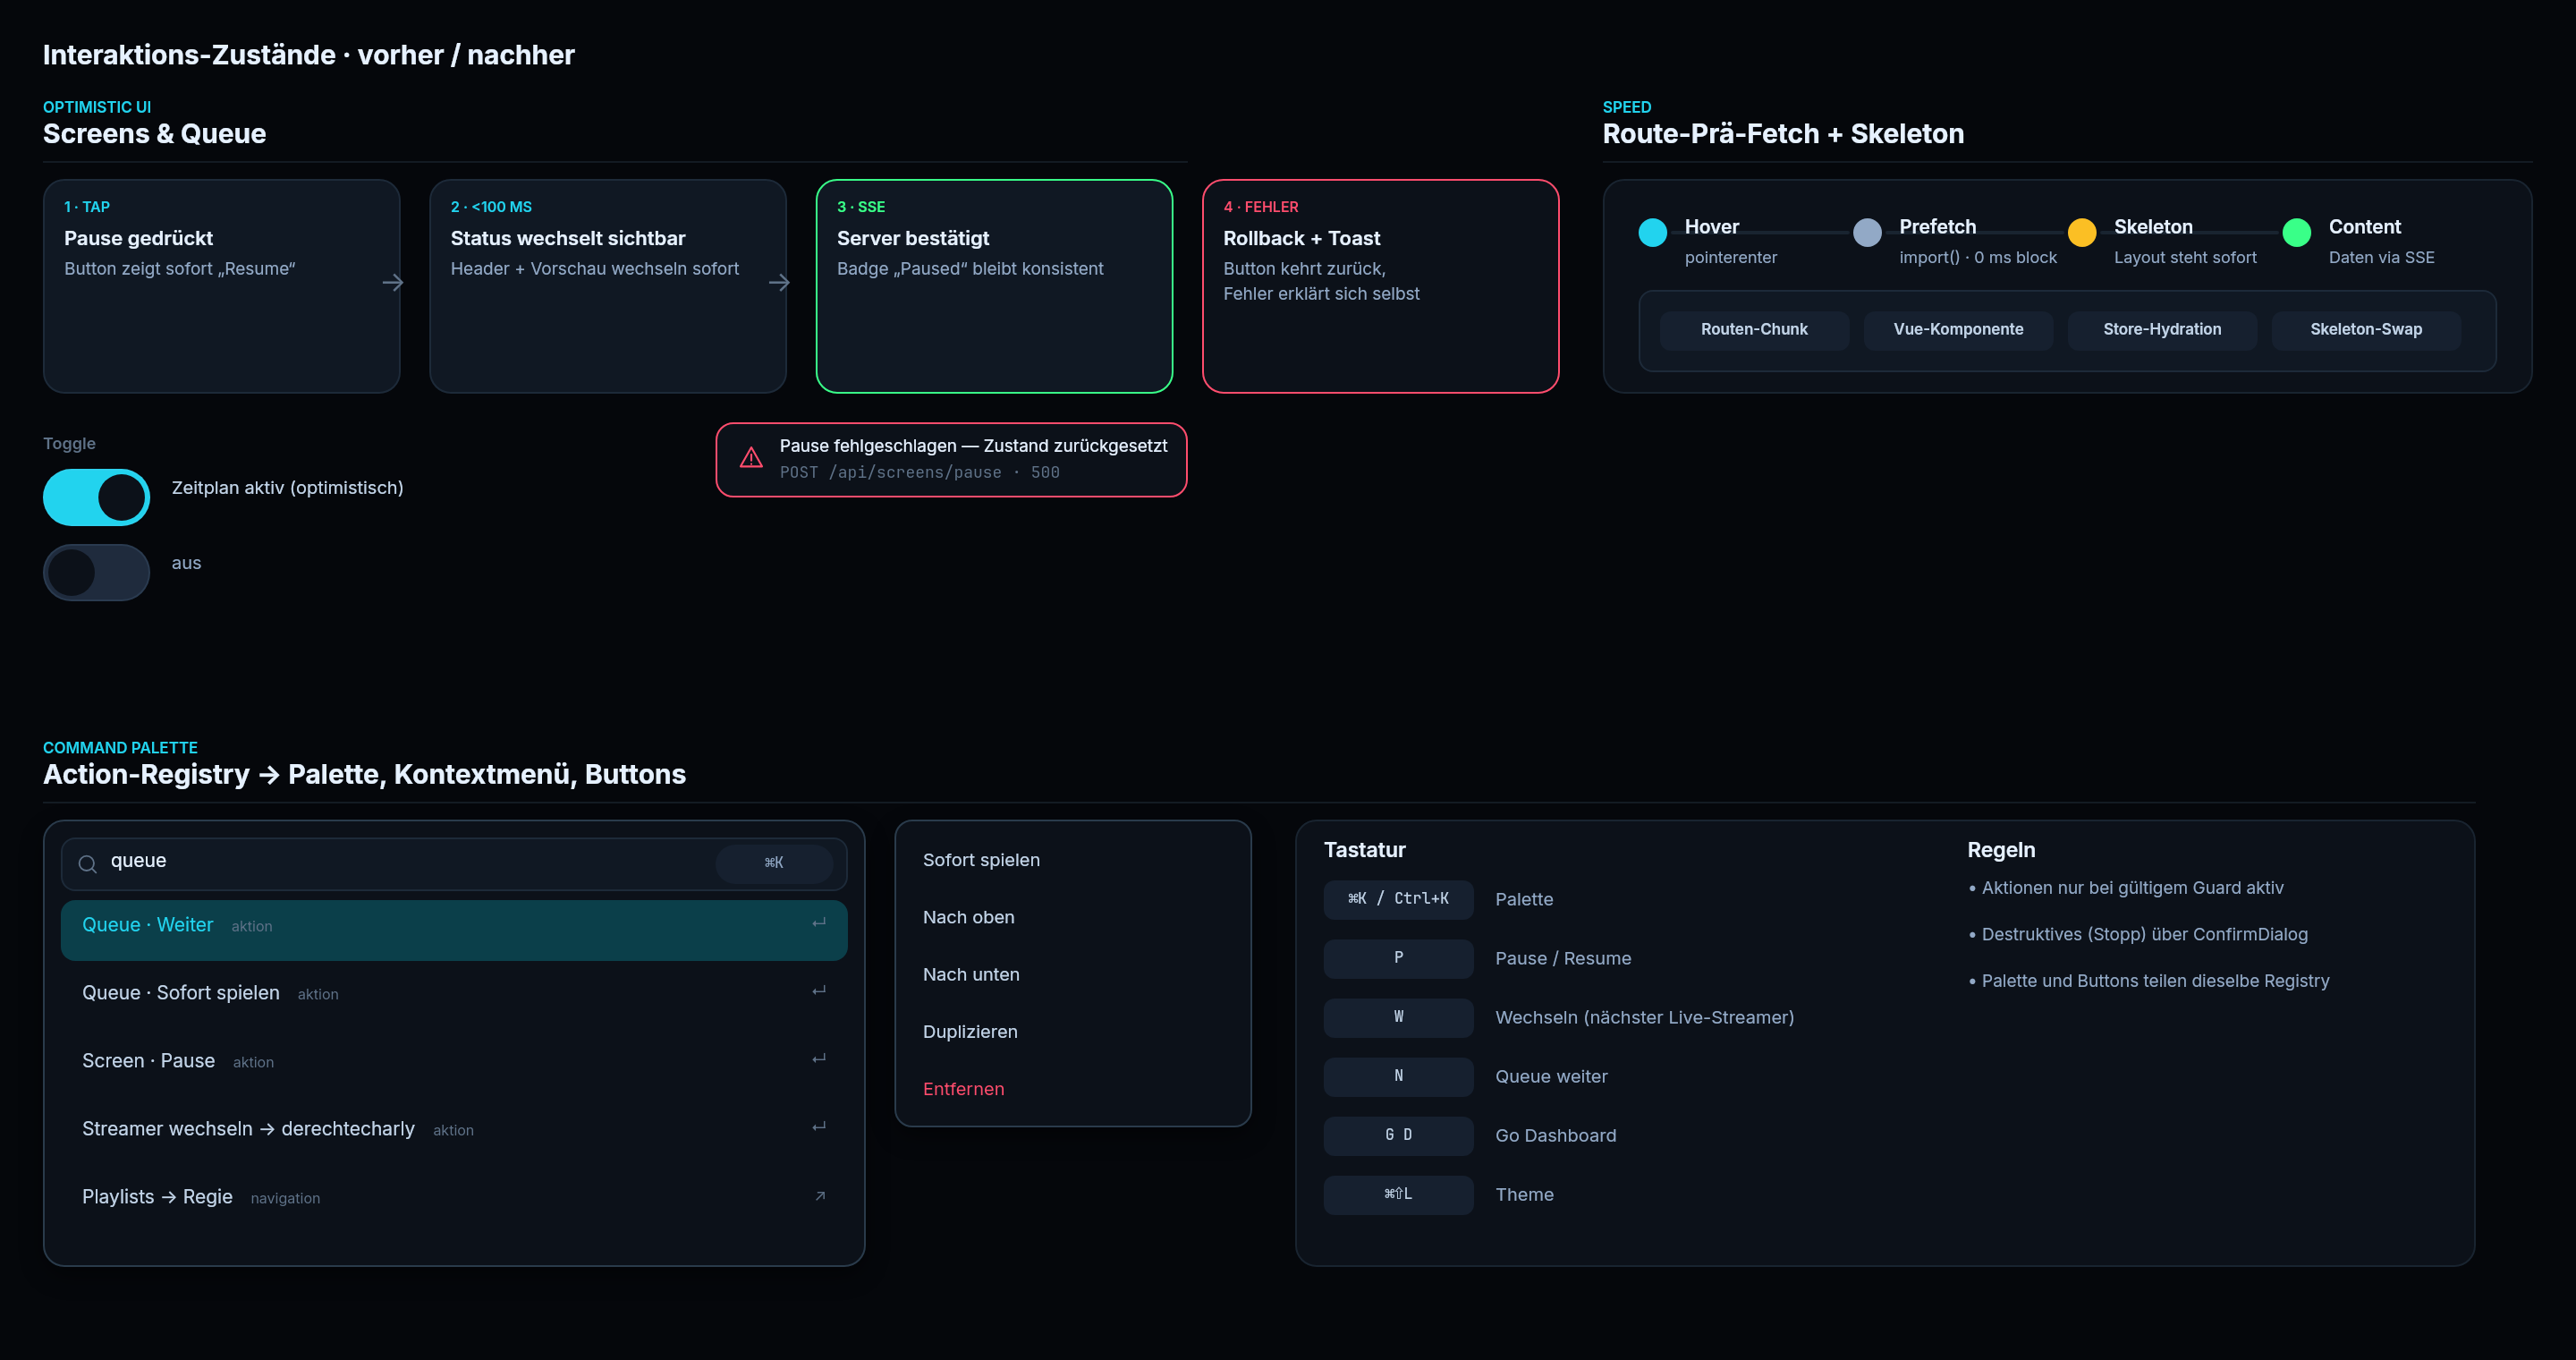 Interaktions-Zustände · vorher / nachher
OPTIMISTIC UI
Screens & Queue
1 · TAP
Pause gedrückt
Button zeigt sofort „Resume“
→
2 · <100 MS
Status wechselt sichtbar
Header + Vorschau wechseln sofort
→
3 · SSE
Server bestätigt
Badge „Paused“ bleibt konsistent
4 · FEHLER
Rollback + Toast
Button kehrt zurück,
Fehler erklärt sich selbst
Toggle
Zeitplan aktiv (optimistisch)
aus
Pause fehlgeschlagen — Zustand zurückgesetzt
POST /api/screens/pause · 500
SPEED
Route-Prä-Fetch + Skeleton
Hover
pointerenter
Prefetch
import() · 0 ms block
Skeleton
Layout steht sofort
Content
Daten via SSE
Routen-Chunk
Vue-Komponente
Store-Hydration
Skeleton-Swap
COMMAND PALETTE
Action-Registry → Palette, Kontextmenü, Buttons
queue
⌘K
Queue · Weiter aktion ↵
Queue · Sofort spielen aktion ↵
Screen · Pause aktion ↵
Streamer wechseln → derechtecharly aktion ↵
Playlists → Regie navigation ↗
Sofort spielen
Nach oben
Nach unten
Duplizieren
Entfernen
Tastatur
⌘K / Ctrl+K Palette
P Pause / Resume
W Wechseln (nächster Live-Streamer)
N Queue weiter
G D Go Dashboard
⌘⇧L Theme
Regeln
• Aktionen nur bei gültigem Guard aktiv
• Destruktives (Stopp) über ConfirmDialog
• Palette und Buttons teilen dieselbe Registry